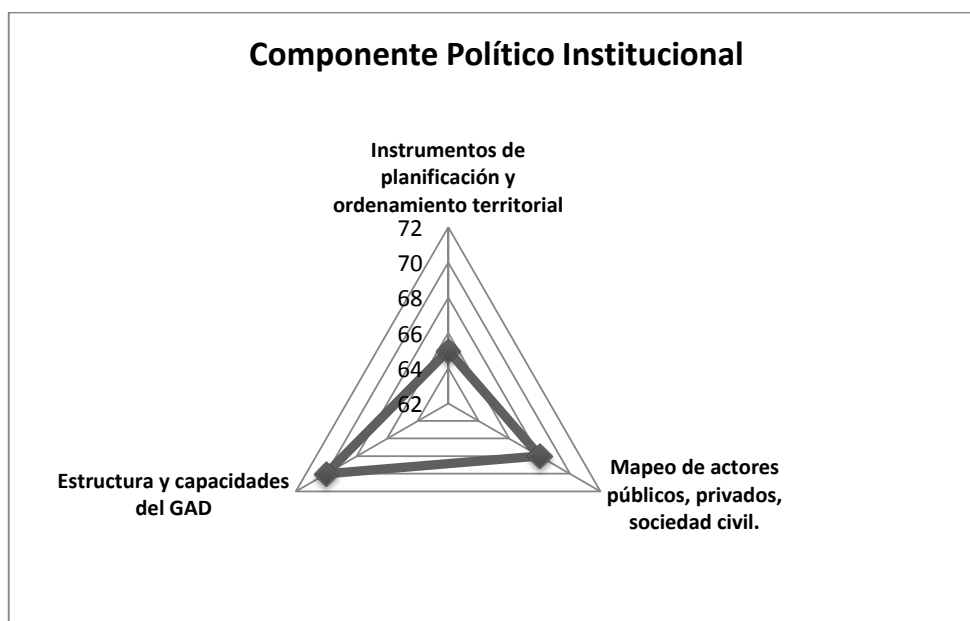 Componente Político Institucional
Instrumentos de
planificación y
ordenamiento territorial
72
70
68
66
64
62
Estructura y capacidades
del GAD
Mapeo de actores
públicos, privados,
sociedad civil.